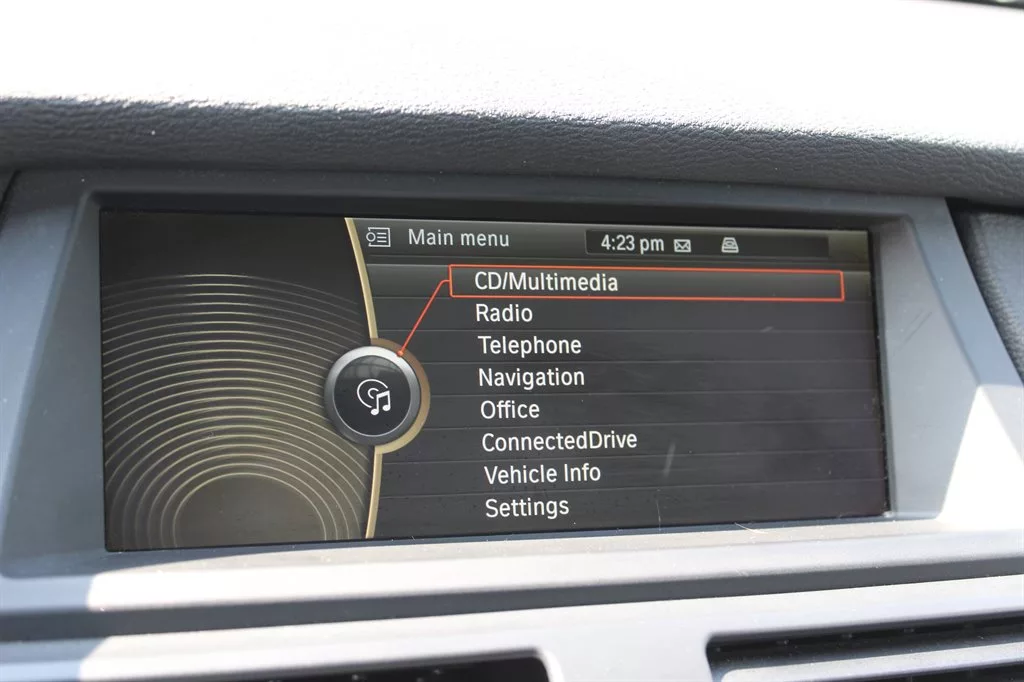 Main menu 4:23 pm
CD/Multimedia
Radio
Telephone
Navigation
Office
ConnectedDrive
Vehicle Info
Settings